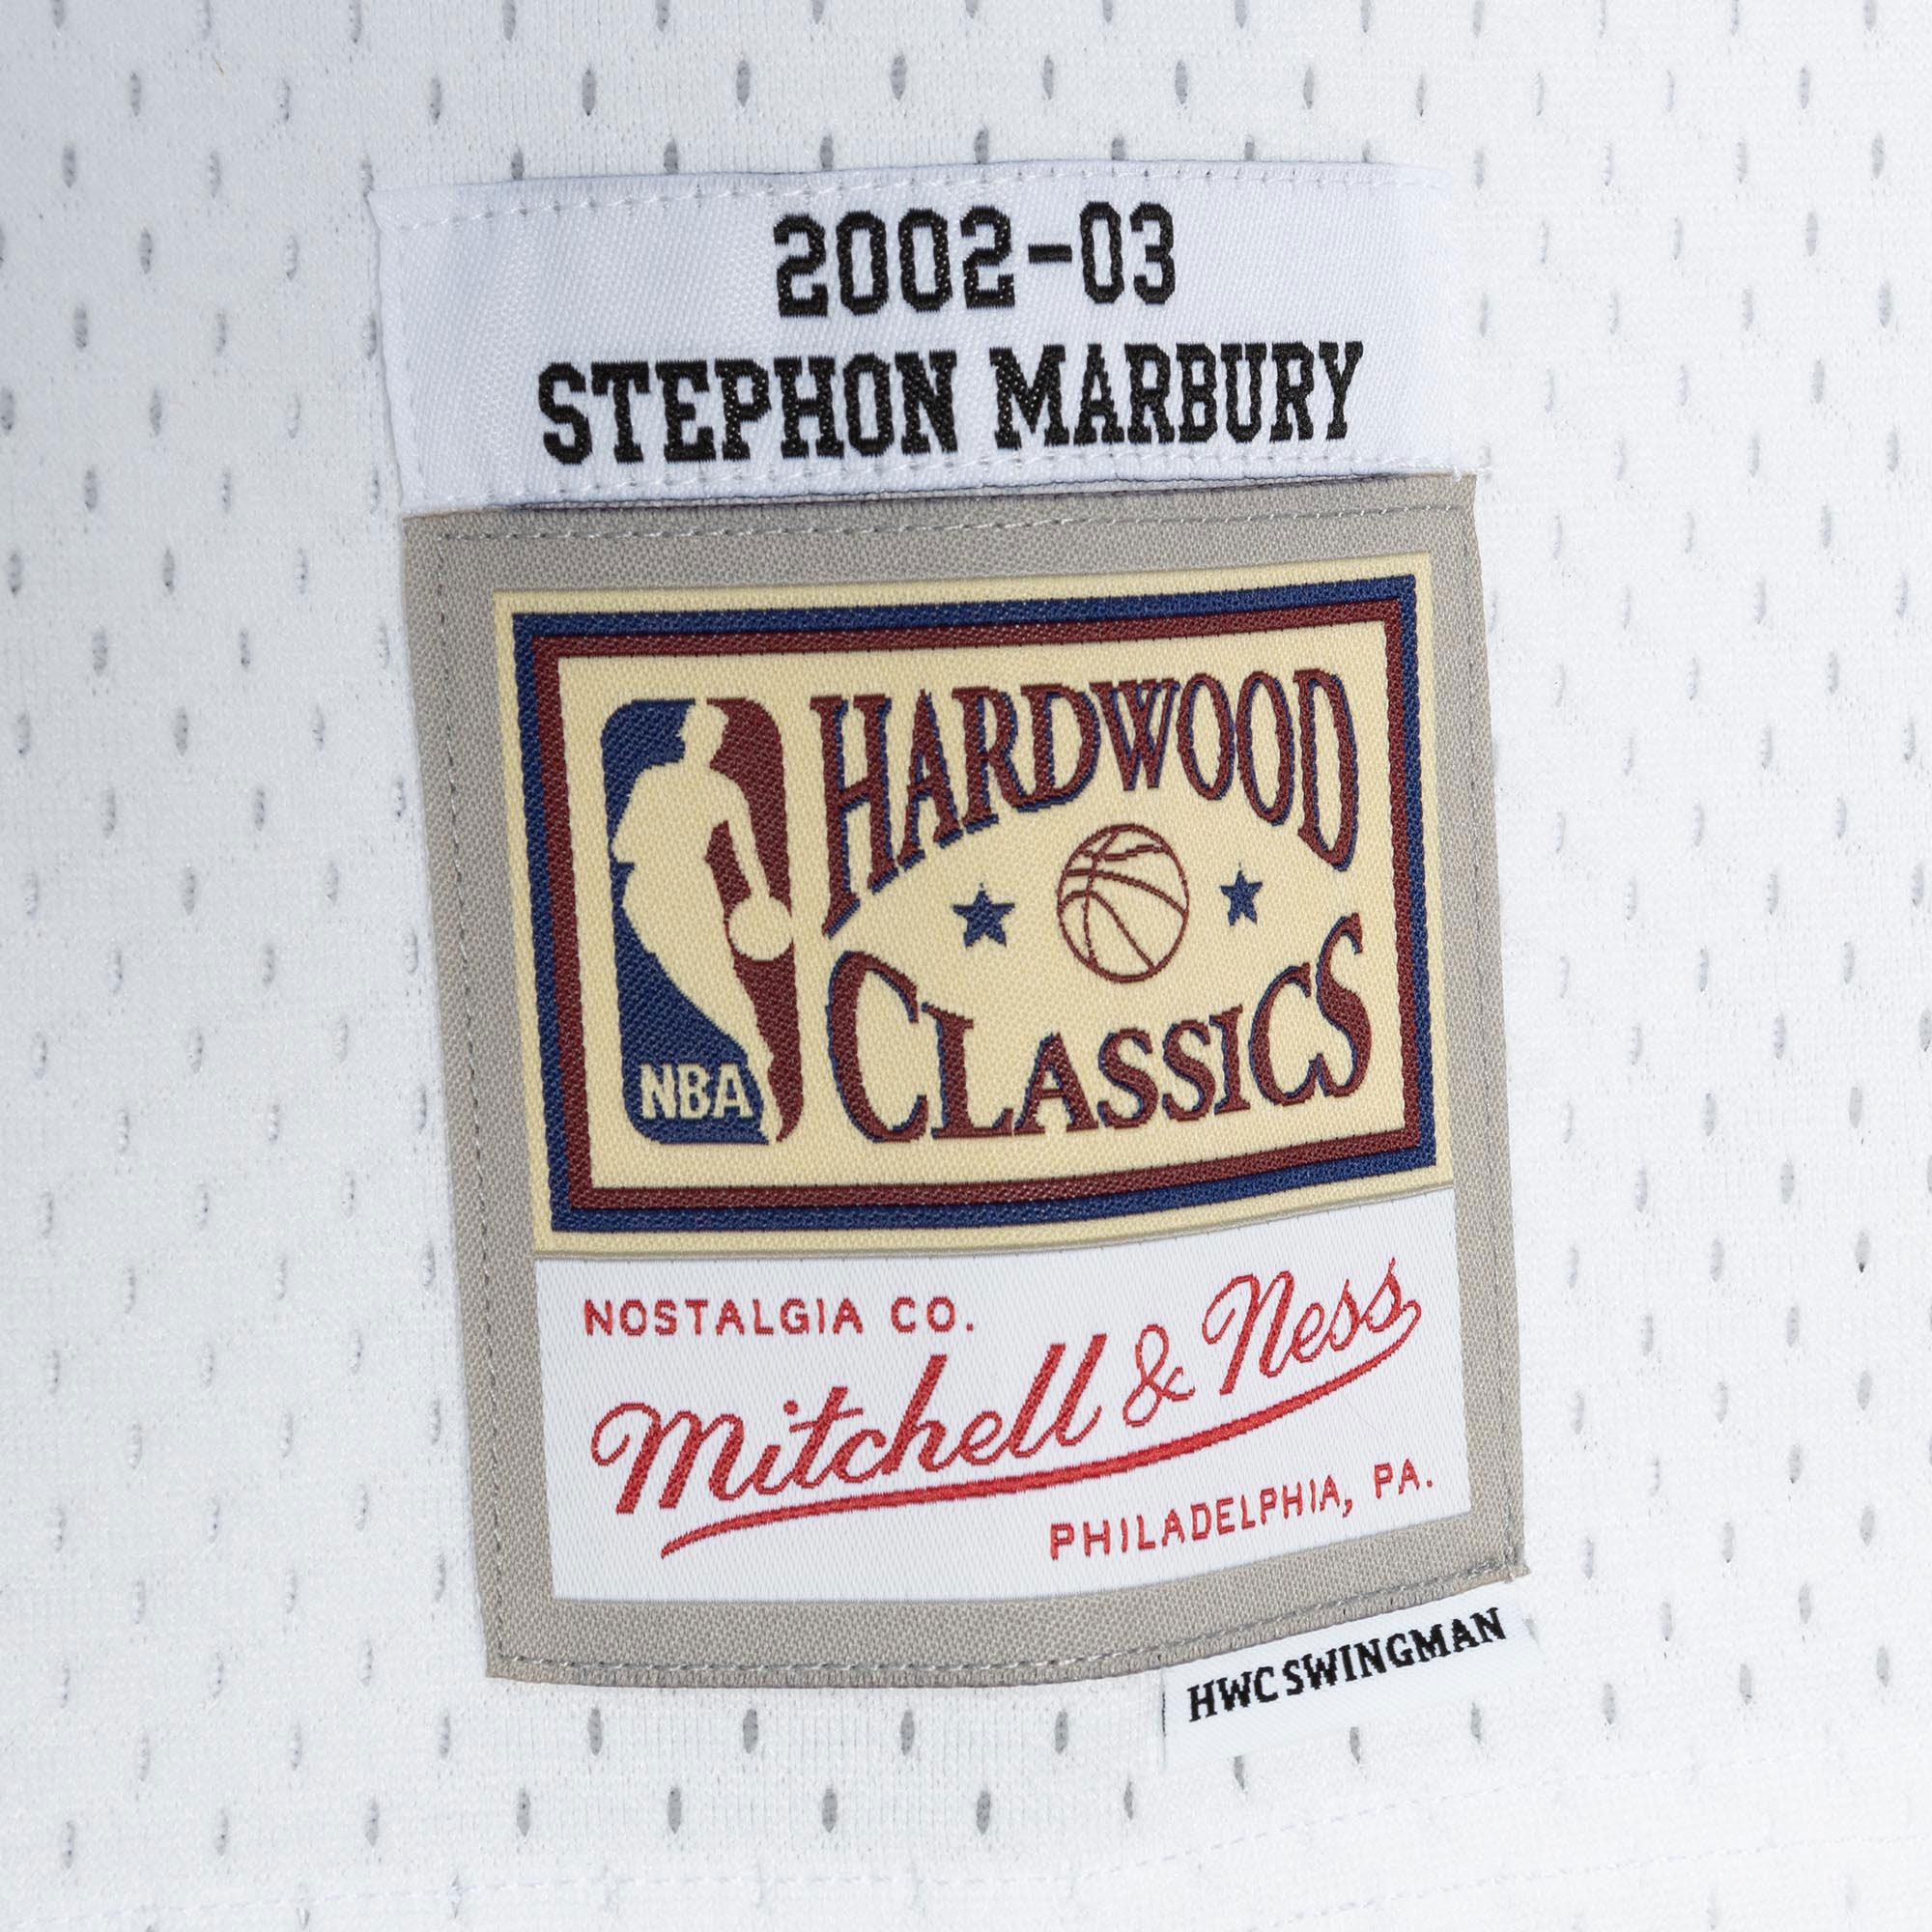 2002-03
STEPHON MARBURY
HARDWOOD
CLASSICS
NBA
NOSTALGIA CO.
Mitchell & Ness
PHILADELPHIA, PA.
HWC SWINGMAN